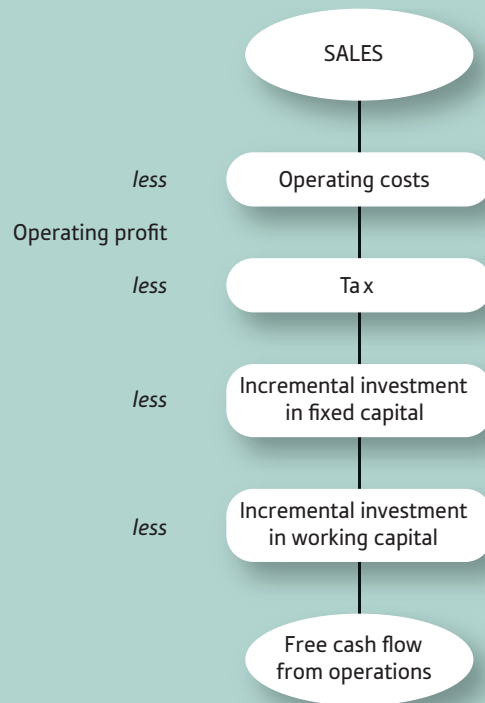 SALES
less
Operating costs
Operating profit
less
Tax
less
Incremental investment
in fixed capital
less
Incremental investment
in working capital
Free cash flow
from operations